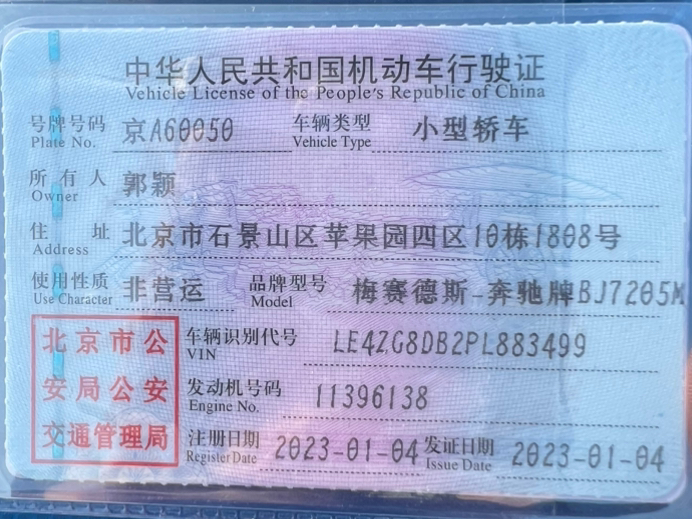 中华人民共和国机动车行驶证
Vehicle License of the People's Republic of China
号牌号码 京A60050 车辆类型 小型轿车
Plate No. Vehicle Type
所有人 郭颖
Owner
住址 北京市石景山区苹果园四区10栋1808号
Address
使用性质 非营运 品牌型号 梅赛德斜-奔驰牌BJ7205M
Use Character Model
北京市公
安局公安
交通管理局
车辆识别代号 LE4ZG8DB2PL883499
VIN
发动机号码 11396138
Engine No.
注册日期 2023-01-04 发证日期 2023-01-04
Register Date Issue Date